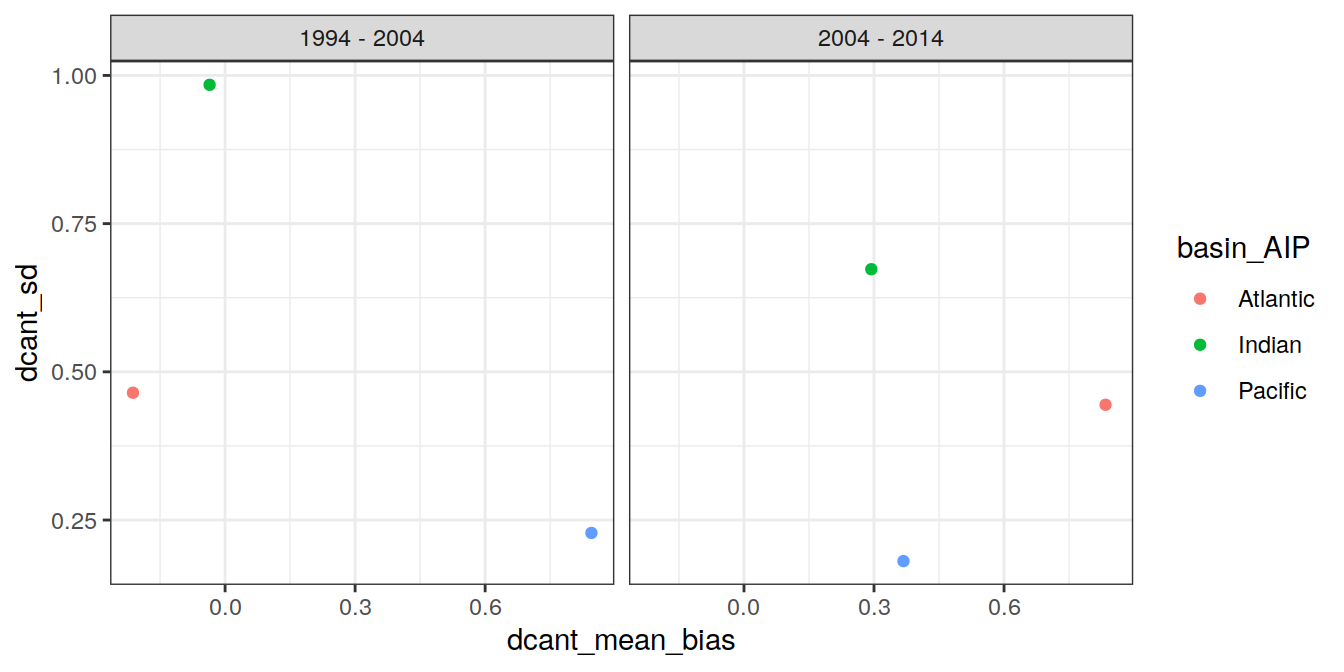 1994 - 2004
2004 - 2014
1.00
0.75
0.50
0.25
dcant_sd
0.0
0.3
0.6
0.0
0.3
0.6
dcant_mean_bias
basin_AIP
Atlantic
Indian
Pacific